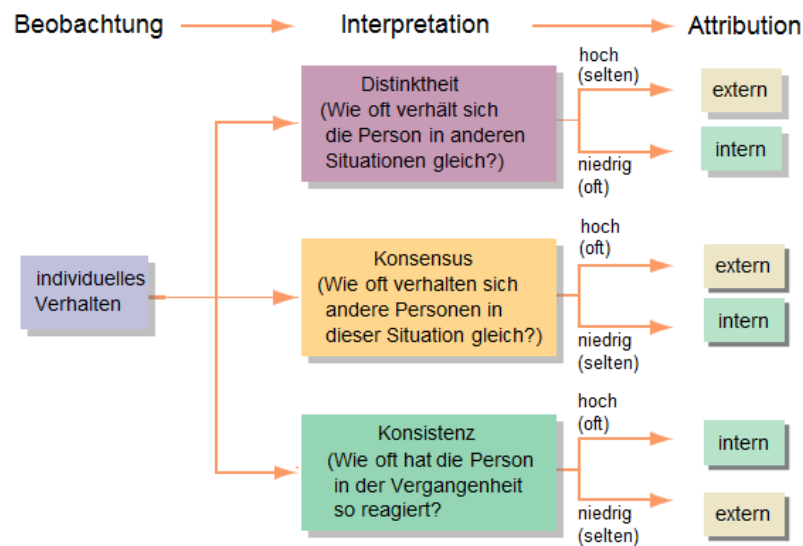 Beobachtung
Interpretation
Attribution
individuelles
Verhalten
Distinktheit
(Wie oft verhält sich
die Person in anderen
Situationen gleich?)
hoch
(selten)
extern
niedrig
(oft)
intern
Konsensus
(Wie oft verhalten sich
andere Personen in
dieser Situation gleich?)
hoch
(oft)
extern
niedrig
(selten)
intern
Konsistenz
(Wie oft hat die Person
in der Vergangenheit
so reagiert?
hoch
(oft)
intern
niedrig
(selten)
extern